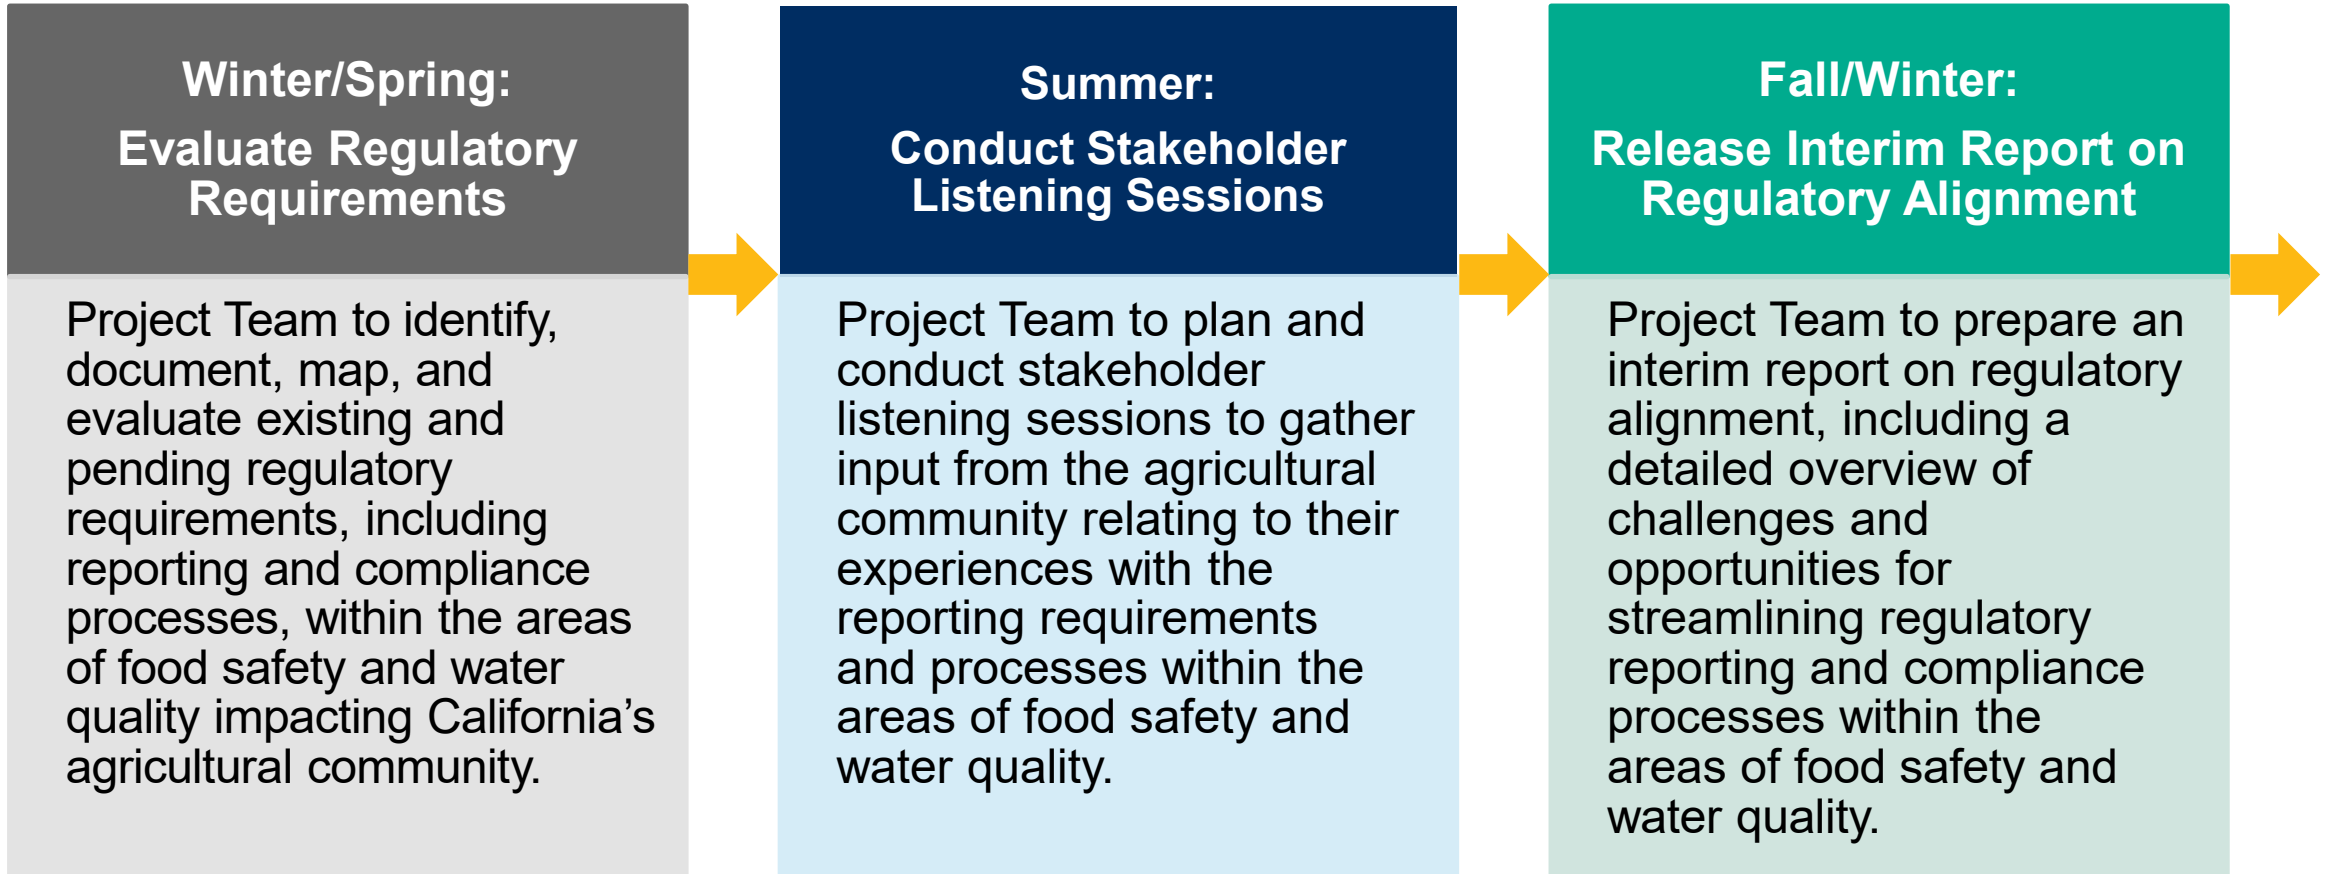 Winter/Spring:
Evaluate Regulatory
Requirements
Project Team to identify,
document, map, and
evaluate existing and
pending regulatory
requirements, including
reporting and compliance
processes, within the areas
of food safety and water
quality impacting California’s
agricultural community.
Summer:
Conduct Stakeholder
Listening Sessions
Project Team to plan and
conduct stakeholder
listening sessions to gather
input from the agricultural
community relating to their
experiences with the
reporting requirements
and processes within the
areas of food safety and
water quality.
Fall/Winter:
Release Interim Report on
Regulatory Alignment
Project Team to prepare an
interim report on regulatory
alignment, including a
detailed overview of
challenges and
opportunities for
streamlining regulatory
reporting and compliance
processes within the
areas of food safety and
water quality.